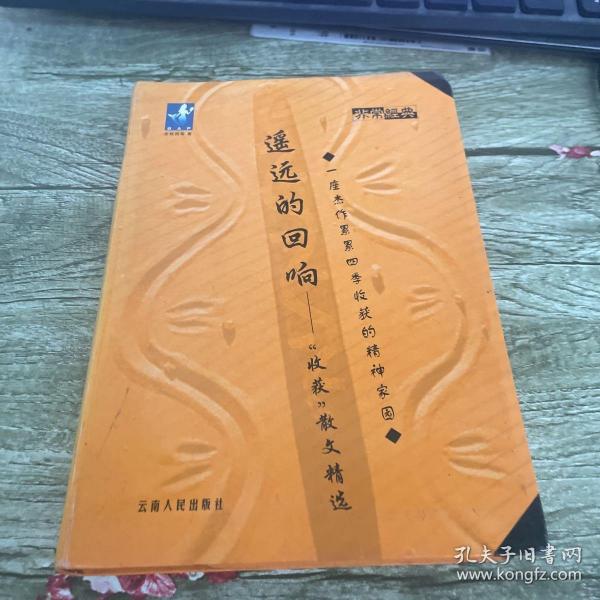 非常經典
遥远的回响——“收获”散文精选
一座杰作累累四季收获的精神家园
云南人民出版社
孔夫子旧书网
www.kongfz.com